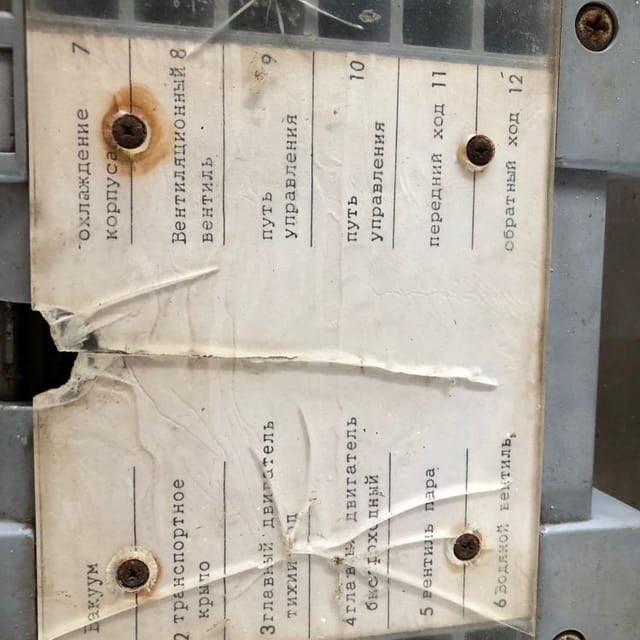 Вакуум
2 транспортное
крыло
3главный двигатель
тихий
4главный двигатель
быстроходный
5 вентиль пара
6Водяной вентиль
охлаждение 7
корпуса
Вентиляционный 8
вентиль
путь 9
управления
путь 10
управления
передний ход 11
обратный ход 12